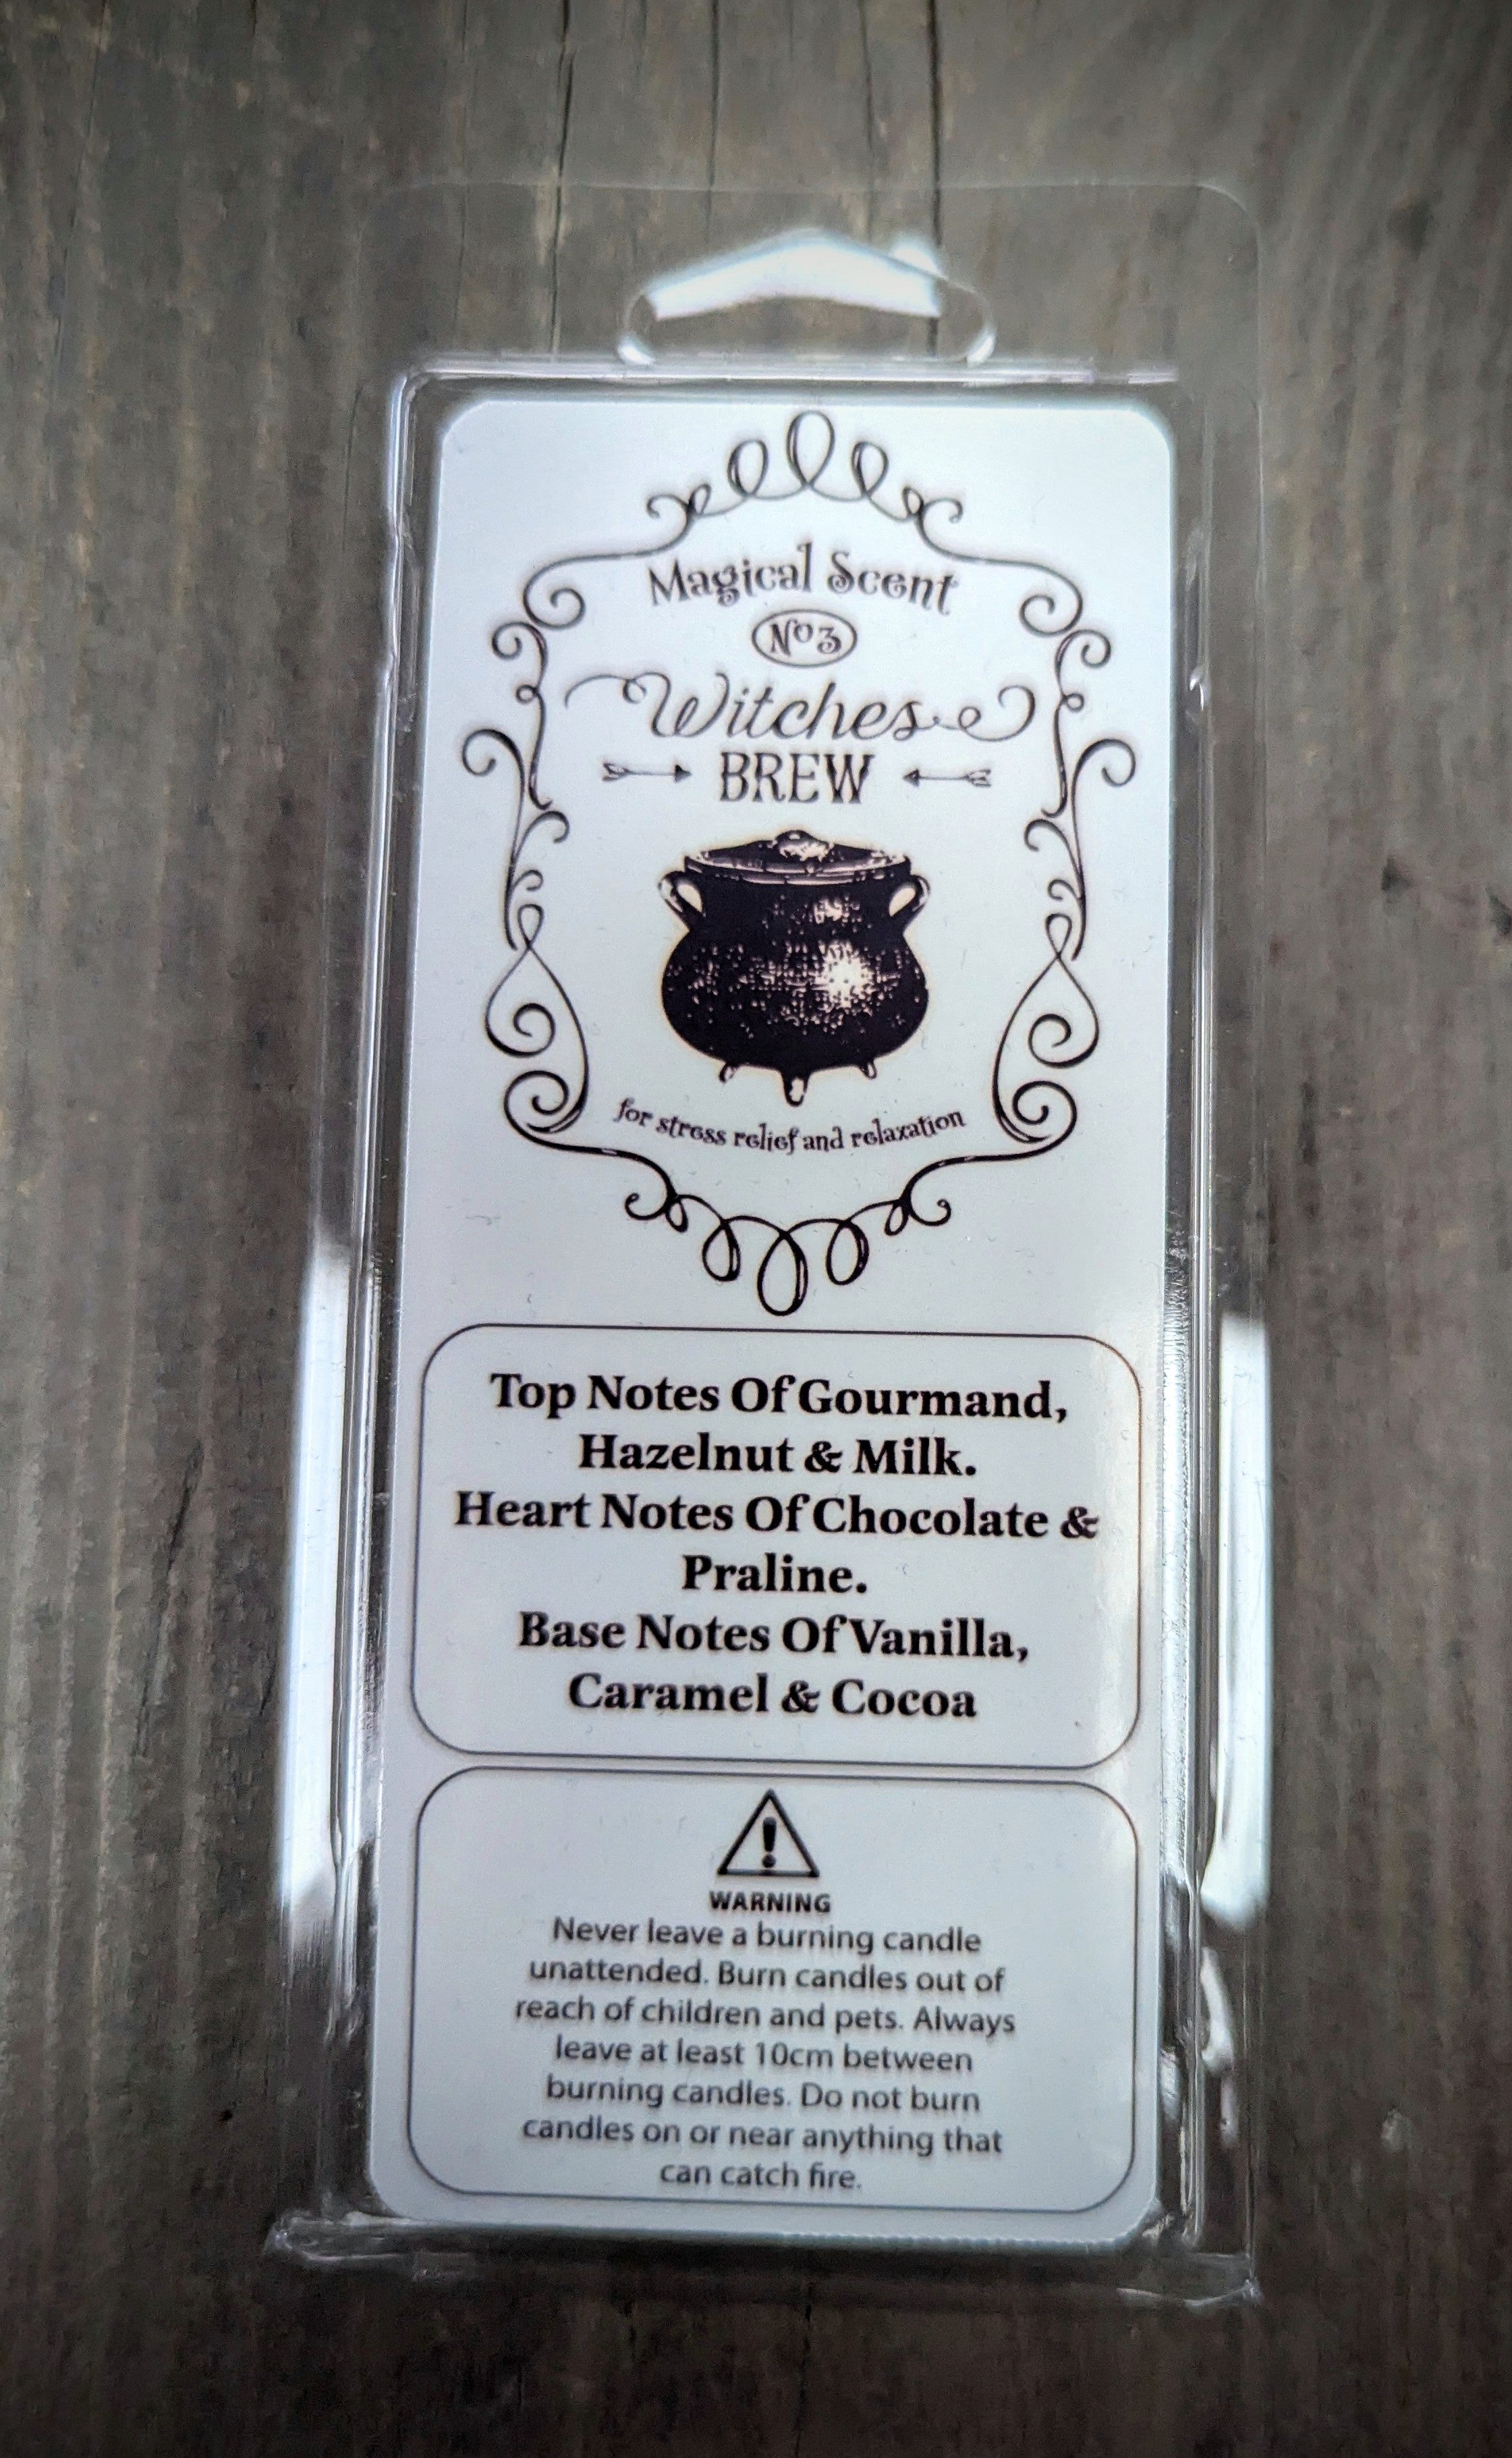 Magical Scent
Nº3
Witches
BREW
for stress relief and relaxation
Top Notes Of Gourmand,
Hazelnut & Milk.
Heart Notes Of Chocolate &
Praline.
Base Notes Of Vanilla,
Caramel & Cocoa
WARNING
Never leave a burning candle
unattended. Burn candles out of
reach of children and pets. Always
leave at least 10cm between
burning candles. Do not burn
candles on or near anything that
can catch fire.